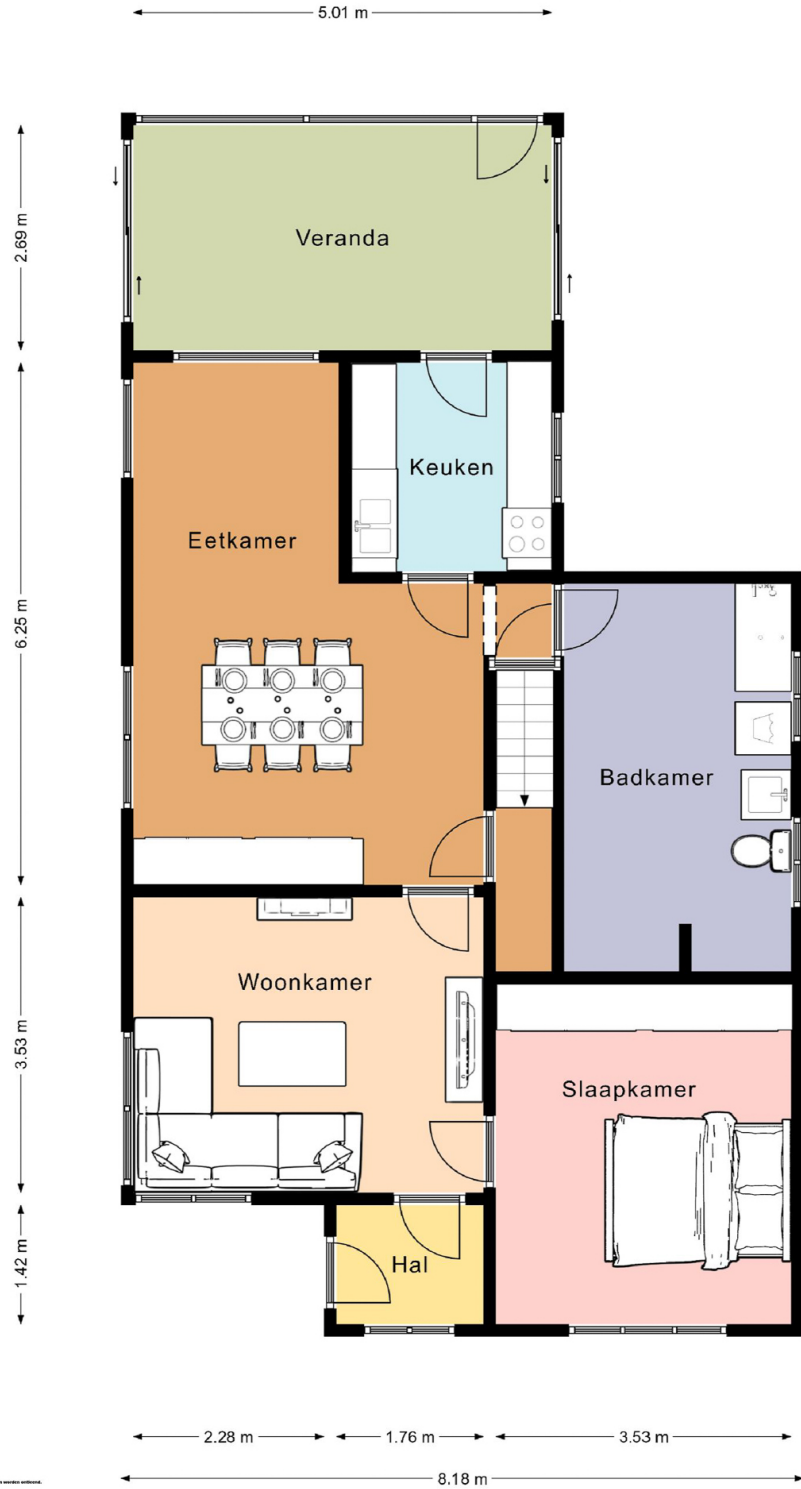 5.01 m
2.69 m
Veranda
Keuken
Eetkamer
6.25 m
Badkamer
Woonkamer
3.53 m
Slaapkamer
1.42 m
Hal
2.28 m
1.76 m
3.53 m
8.18 m